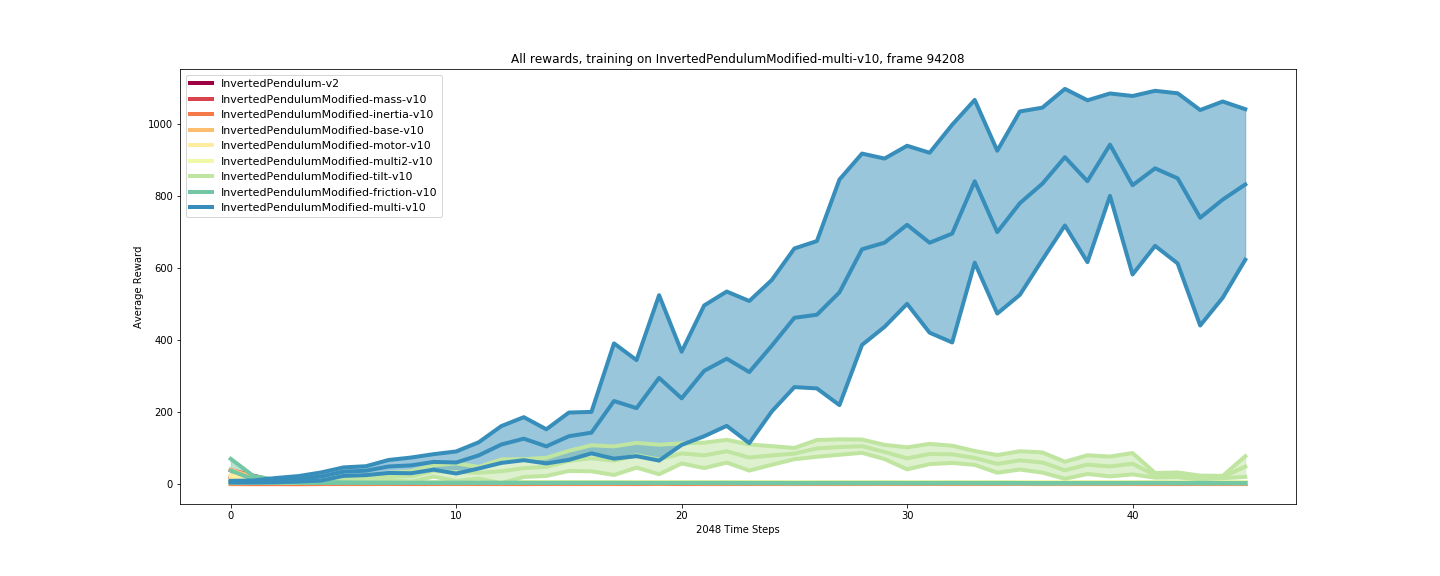 All rewards, training on InvertedPendulumModified-multi-v10, frame 94208
InvertedPendulum-v2
InvertedPendulumModified-mass-v10
InvertedPendulumModified-inertia-v10
InvertedPendulumModified-base-v10
InvertedPendulumModified-motor-v10
InvertedPendulumModified-multi2-v10
InvertedPendulumModified-tilt-v10
InvertedPendulumModified-friction-v10
InvertedPendulumModified-multi-v10
Average Reward
1000
800
600
400
200
0
0 10 20 30 40
2048 Time Steps